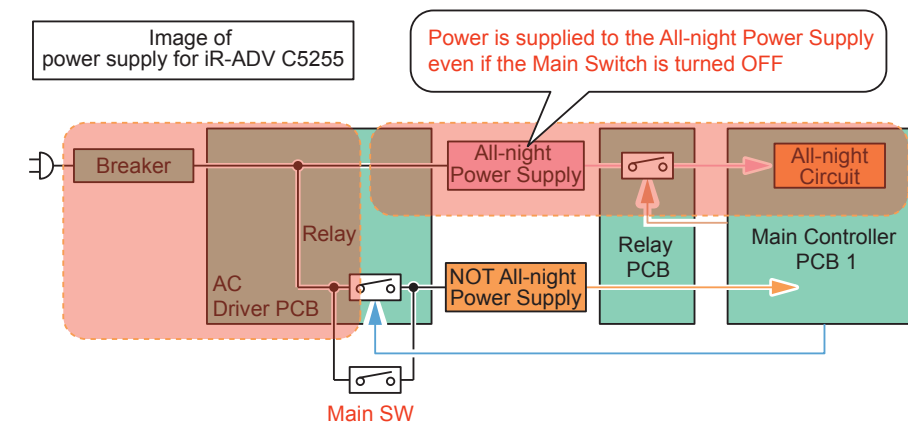 Image of
power supply for iR-ADV C5255
Power is supplied to the All-night Power Supply
even if the Main Switch is turned OFF
Breaker
All-night
Power Supply
All-night
Circuit
Relay
Relay
PCB
Main Controller
PCB 1
AC
Driver PCB
NOT All-night
Power Supply
Main SW